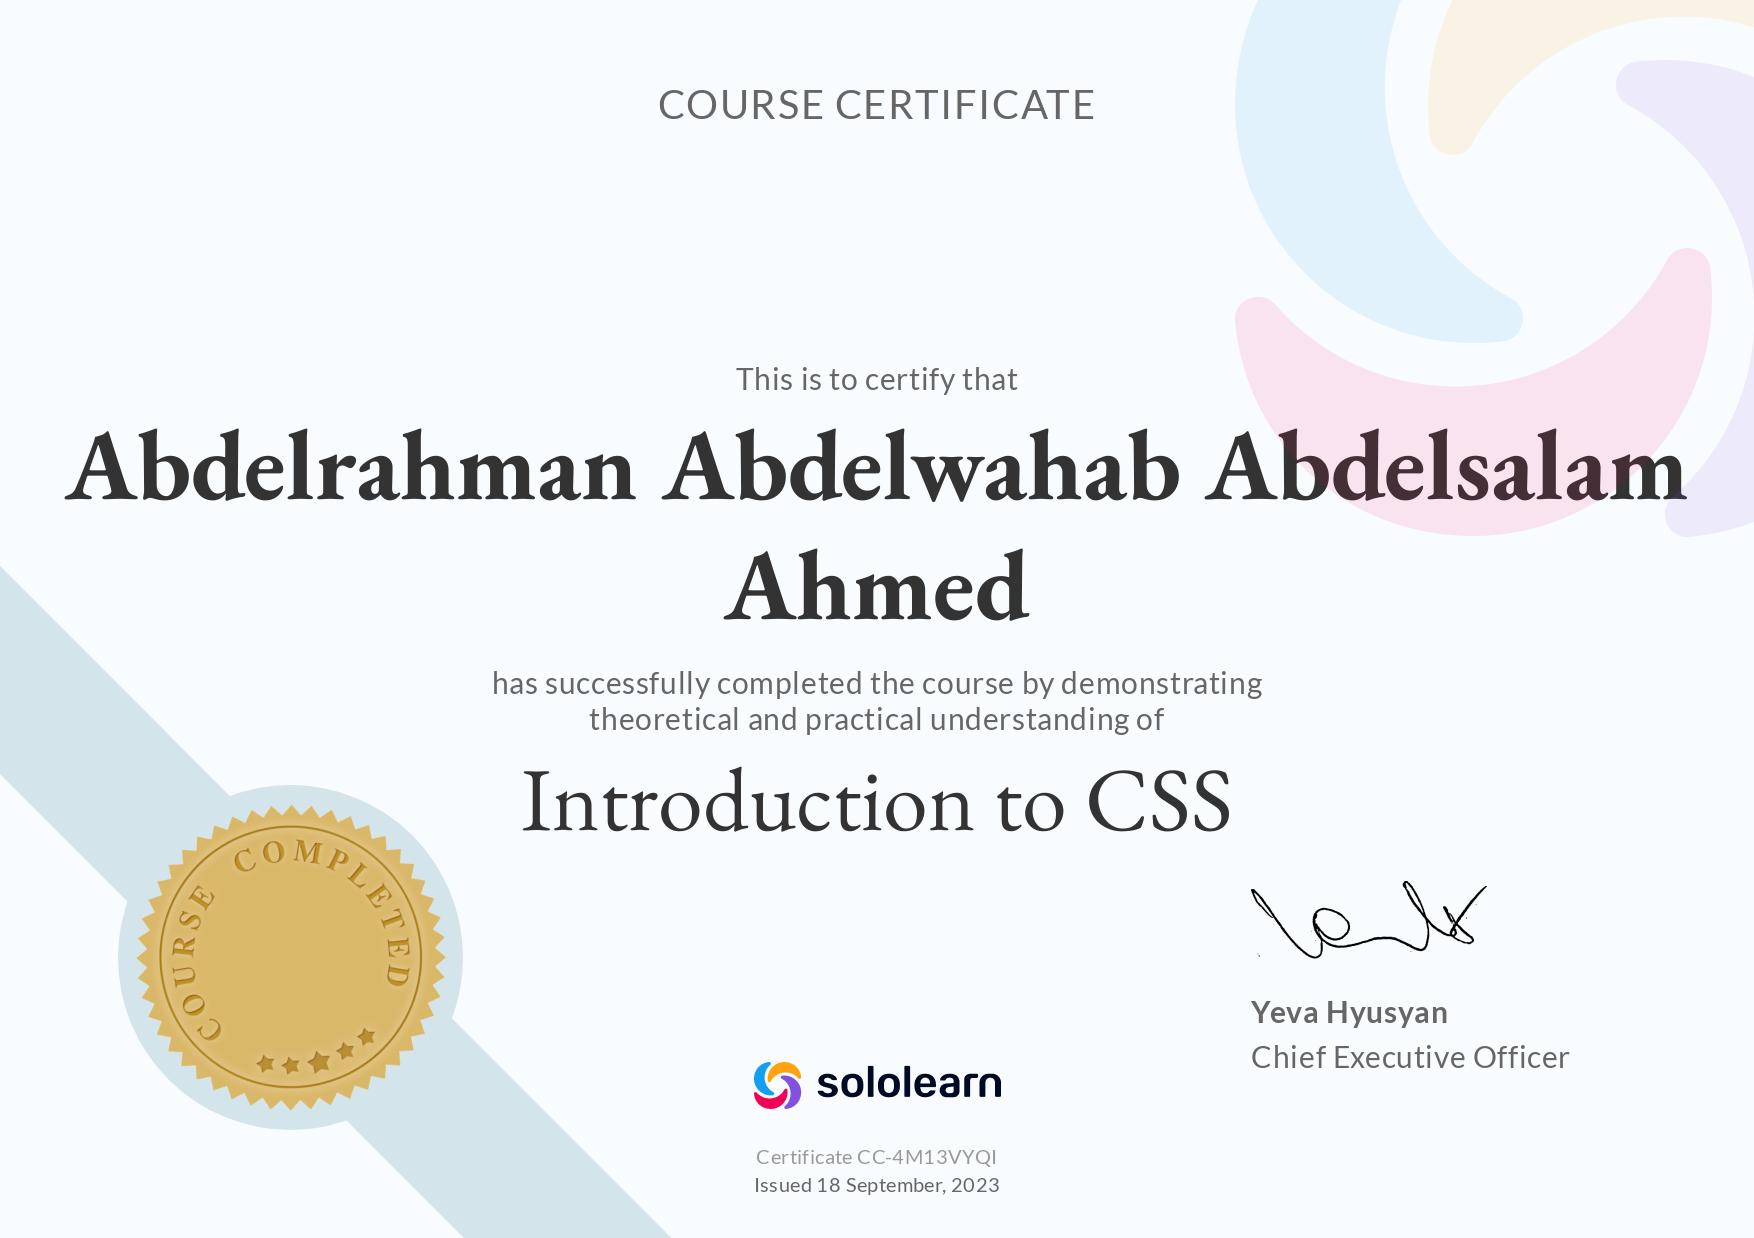 COURSE CERTIFICATE
This is to certify that
Abdelrahman Abdelwahab Abdelsalam
Ahmed
has successfully completed the course by demonstrating
theoretical and practical understanding of
Introduction to CSS
COURSE COMPLETED
Yeva Hyusyan
Chief Executive Officer
sololearn
Certificate CC-4M13VYQI
Issued 18 September, 2023